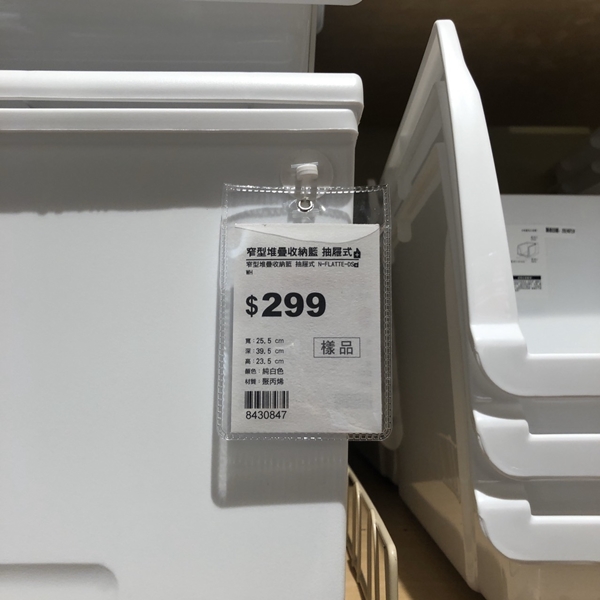 窄型堆疊收納籃 抽屜式
窄型堆疊收納籃 抽屜式 N-FLATTE-DS
WH
$299
寬:25.5 cm
深:39.5 cm
高:23.5 cm
樣品
顏色:純白色
材質:聚丙烯
8430847